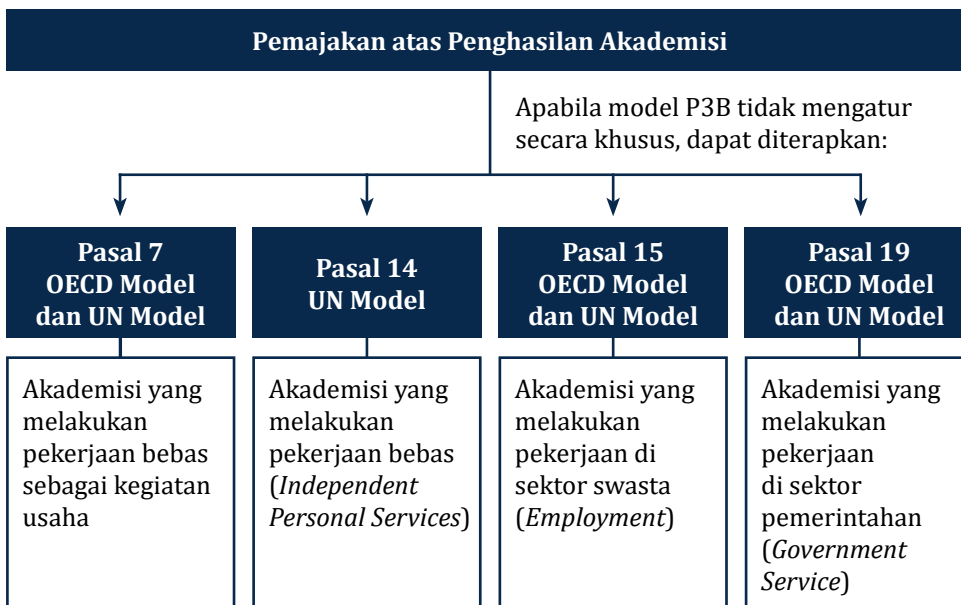 Pemajakan atas Penghasilan Akademisi
Apabila model P3B tidak mengatur
secara khusus, dapat diterapkan:
Pasal 7
OECD Model
dan UN Model
Pasal 14
UN Model
Pasal 15
OECD Model
dan UN Model
Pasal 19
OECD Model
dan UN Model
Akademisi yang
melakukan
pekerjaan bebas
sebagai kegiatan
usaha
Akademisi yang
melakukan
pekerjaan bebas
(Independent
Personal Services)
Akademisi yang
melakukan
pekerjaan di
sektor swasta
(Employment)
Akademisi yang
melakukan
pekerjaan
di sektor
pemerintahan
(Government
Service)